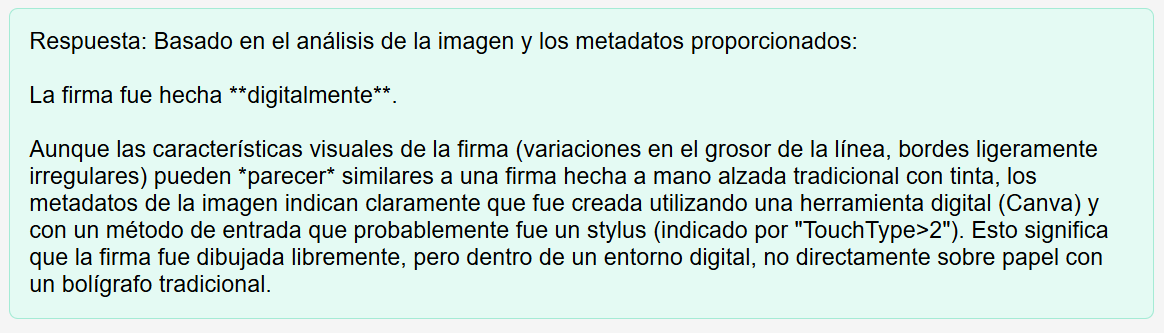 Respuesta: Basado en el análisis de la imagen y los metadatos proporcionados:
La firma fue hecha **digitalmente**.
Aunque las características visuales de la firma (variaciones en el grosor de la línea, bordes ligeramente
irregulares) pueden *parecer* similares a una firma hecha a mano alzada tradicional con tinta, los
metadatos de la imagen indican claramente que fue creada utilizando una herramienta digital (Canva) y
con un método de entrada que probablemente fue un stylus (indicado por "TouchType>2"). Esto significa
que la firma fue dibujada libremente, pero dentro de un entorno digital, no directamente sobre papel con
un bolígrafo tradicional.